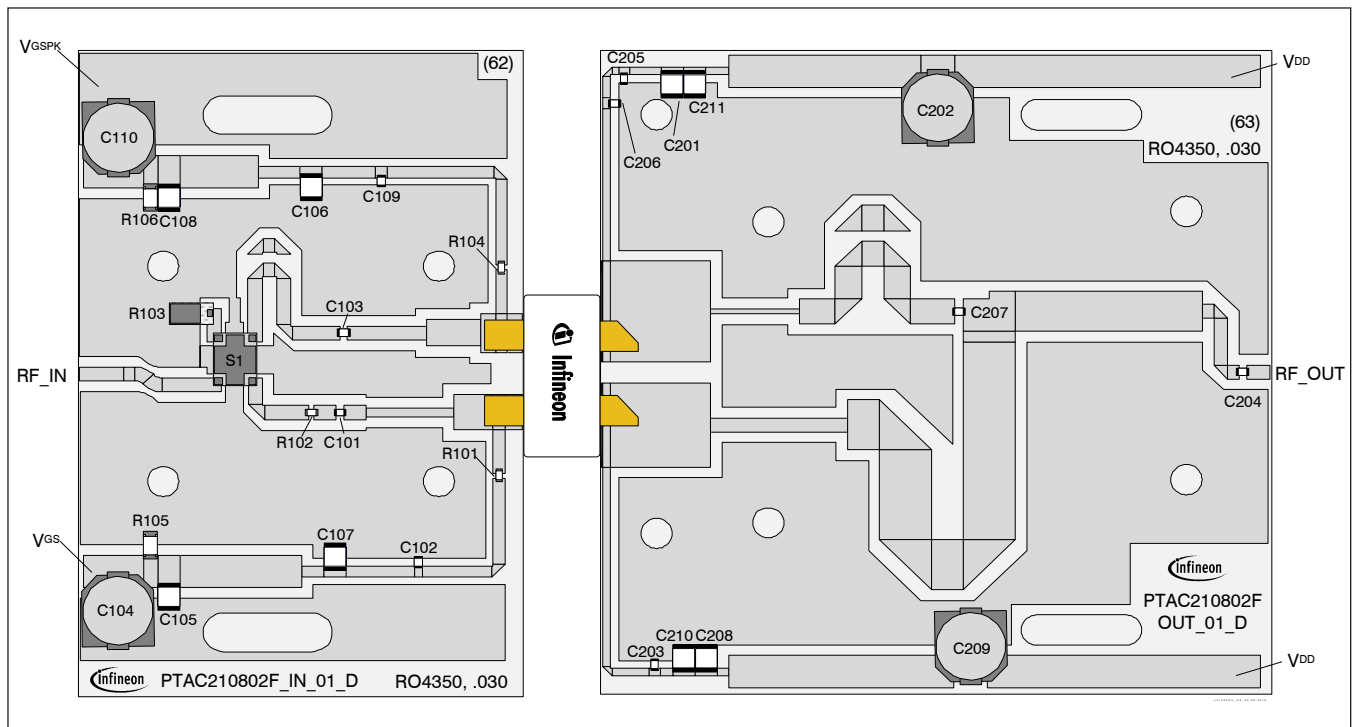 VGSPK
(62)
C110
R106
C108
C106
C109
R104
R103
C103
S1
RF_IN
R102
C101
R101
R105
C107
C102
VGS
C104
C105
infineon
PTAC210802F_IN_01_D
RO4350, .030
Infineon
C205
C211
C201
C206
C202
VDD
(63)
RO4350, .030
C207
RF_OUT
C204
infineon
PTAC210802F
OUT_01_D
C210
C208
C203
C209
VDD